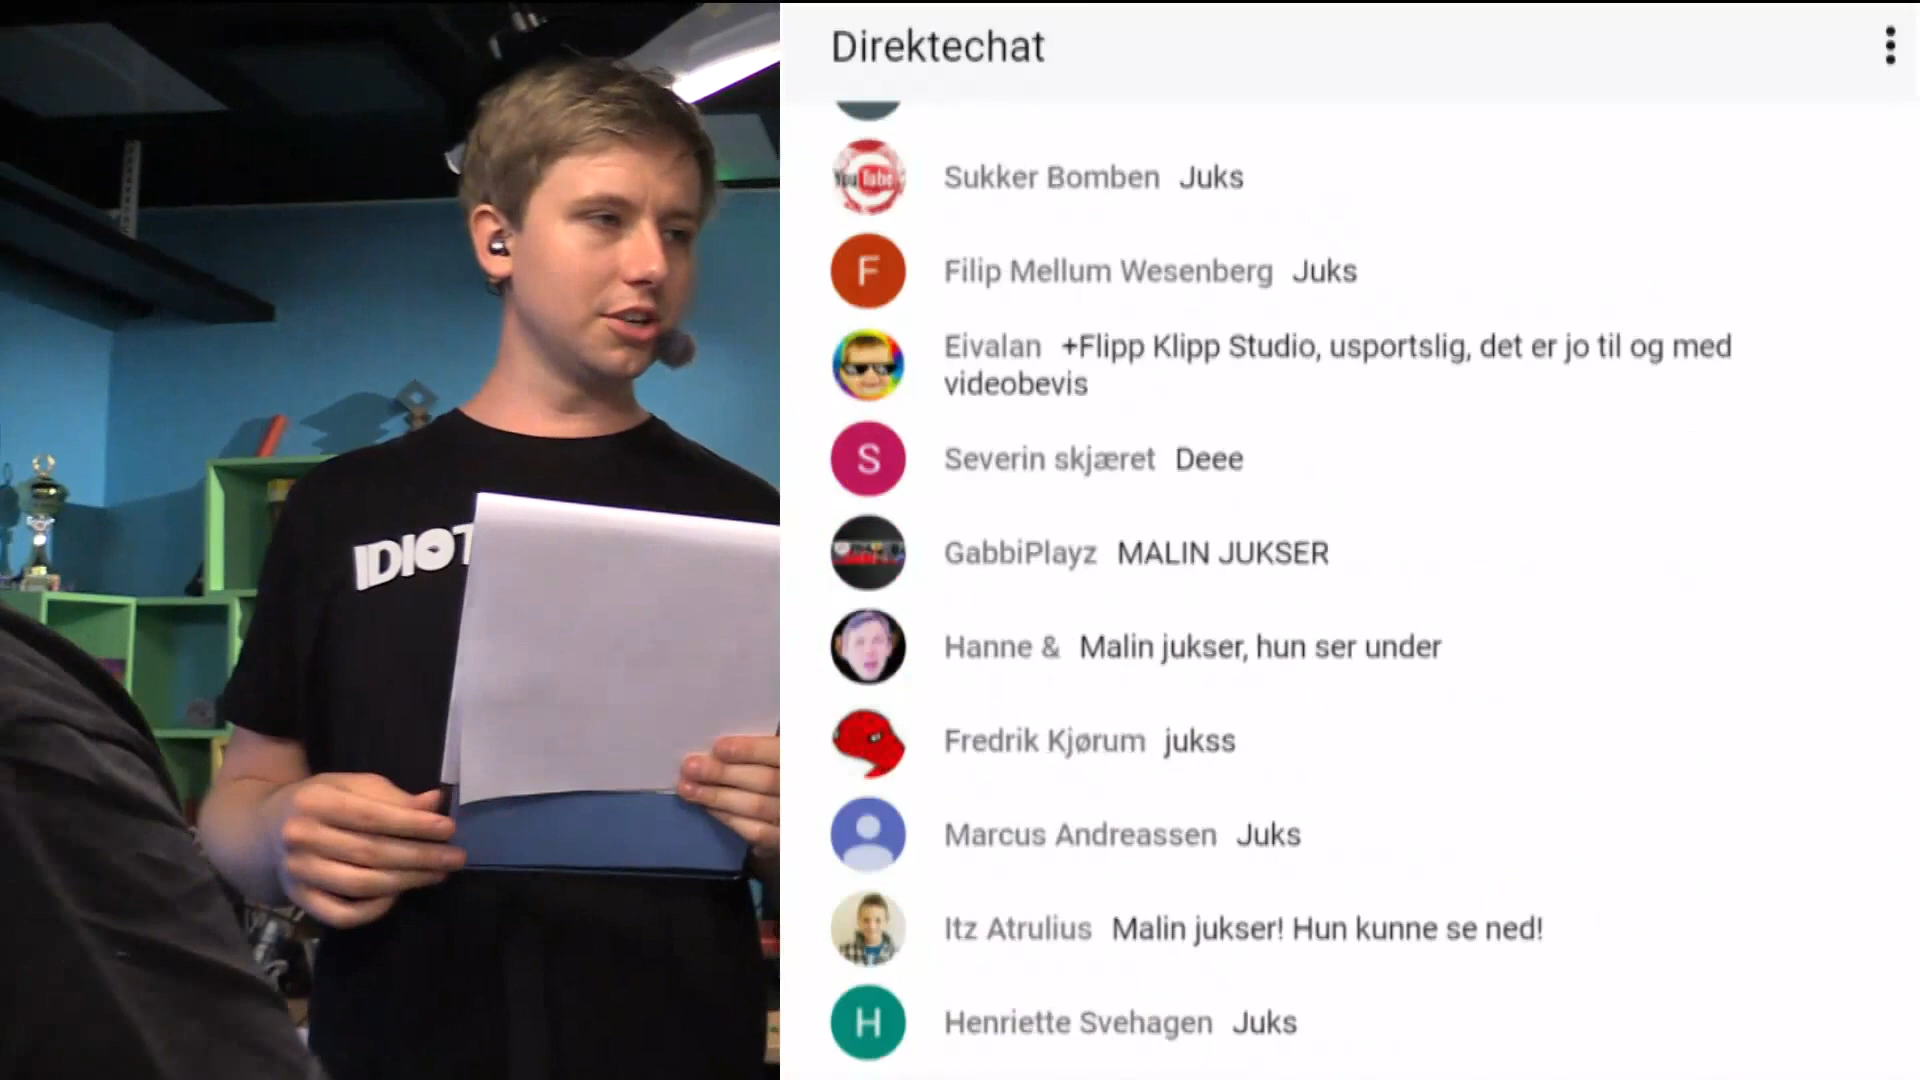 Direktechat
YouTube
Sukker Bomben Juks
F
Filip Mellum Wesenberg Juks
Eivalan +Flipp Klipp Studio, usportslig, det er jo til og med
videobevis
S
Severin skjæret Deee
GabbiPlayz MALIN JUKSER
Hanne & Malin jukser, hun ser under
Fredrik Kjørum jukss
IDIOT
Marcus Andreassen Juks
Itz Atrulius Malin jukser! Hun kunne se ned!
H
Henriette Svehagen Juks